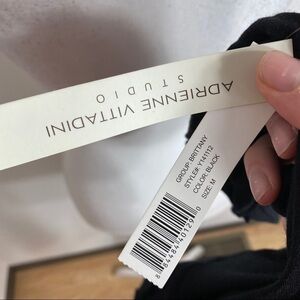 ADRIENNE VITTADINI
STUDIO
GROUP: BRITTANY
STYLE#: Y141112
COLOR: BLACK
SIZE: M